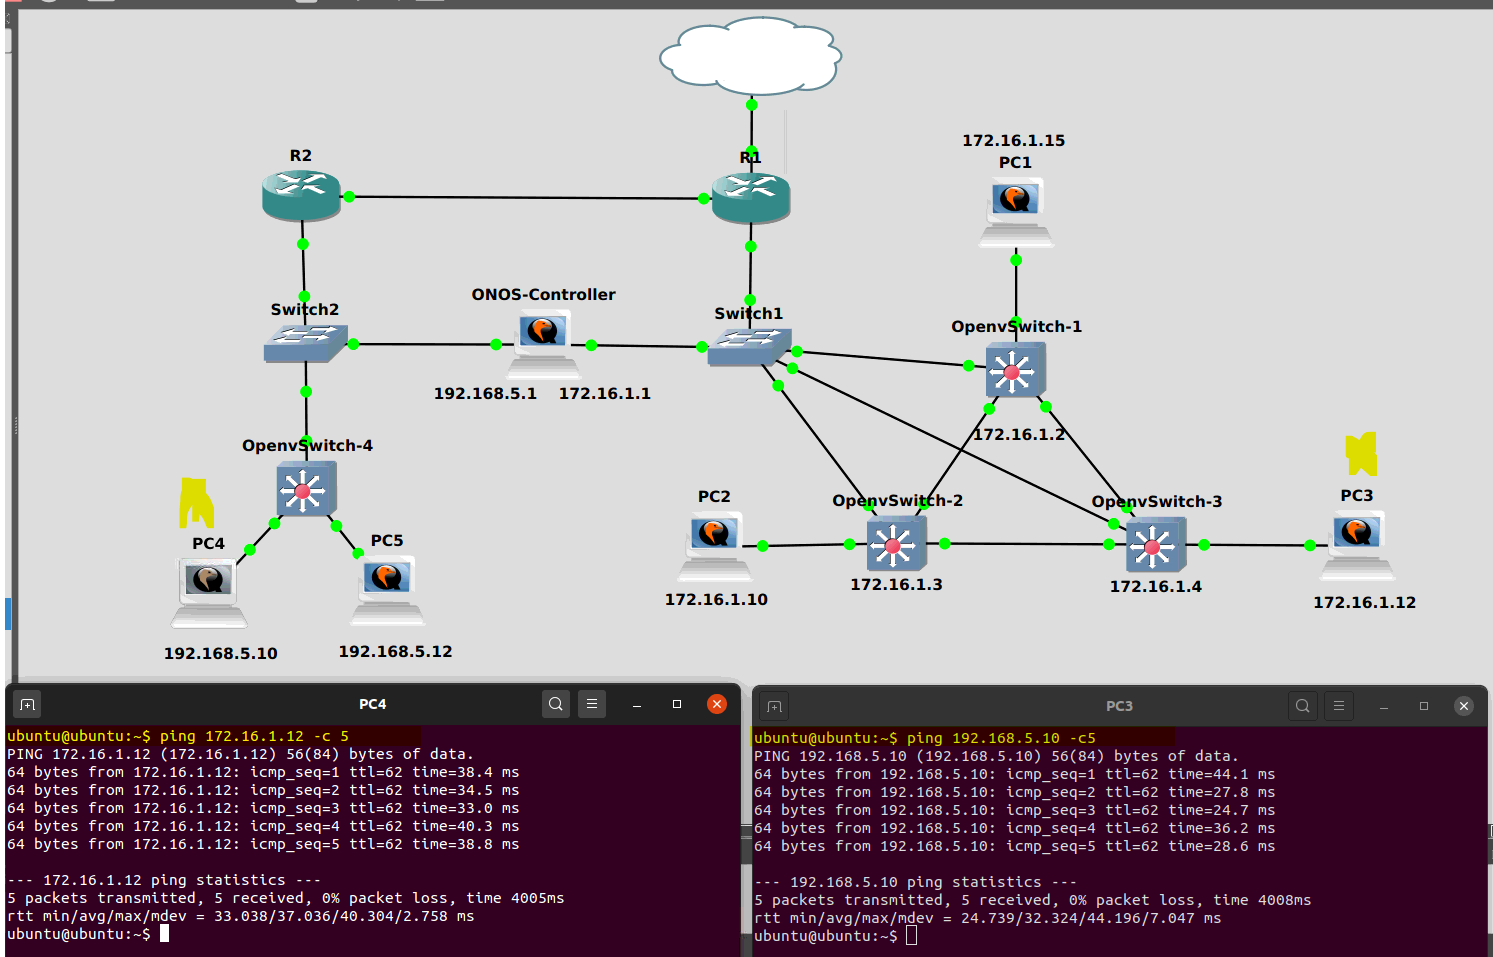 172.16.1.15
PC1
R2
R1
ONOS-Controller
Switch2
Switch1
OpenvSwitch-1
192.168.5.1
172.16.1.1
172.16.1.2
OpenvSwitch-4
PC2
OpenvSwitch-2
OpenvSwitch-3
PC3
PC4
PC5
172.16.1.3
172.16.1.4
172.16.1.10
172.16.1.12
192.168.5.10
192.168.5.12
PC4
ubuntu@ubuntu:~$ ping 172.16.1.12 -c 5
PING 172.16.1.12 (172.16.1.12) 56(84) bytes of data.
64 bytes from 172.16.1.12: icmp_seq=1 ttl=62 time=38.4 ms
64 bytes from 172.16.1.12: icmp_seq=2 ttl=62 time=34.5 ms
64 bytes from 172.16.1.12: icmp_seq=3 ttl=62 time=33.0 ms
64 bytes from 172.16.1.12: icmp_seq=4 ttl=62 time=40.3 ms
64 bytes from 172.16.1.12: icmp_seq=5 ttl=62 time=38.8 ms
--- 172.16.1.12 ping statistics ---
5 packets transmitted, 5 received, 0% packet loss, time 4005ms
rtt min/avg/max/mdev = 33.038/37.036/40.304/2.758 ms
ubuntu@ubuntu:~$
PC3
ubuntu@ubuntu:~$ ping 192.168.5.10 -c5
PING 192.168.5.10 (192.168.5.10) 56(84) bytes of data.
64 bytes from 192.168.5.10: icmp_seq=1 ttl=62 time=44.1 ms
64 bytes from 192.168.5.10: icmp_seq=2 ttl=62 time=27.8 ms
64 bytes from 192.168.5.10: icmp_seq=3 ttl=62 time=24.7 ms
64 bytes from 192.168.5.10: icmp_seq=4 ttl=62 time=36.2 ms
64 bytes from 192.168.5.10: icmp_seq=5 ttl=62 time=28.6 ms
--- 192.168.5.10 ping statistics ---
5 packets transmitted, 5 received, 0% packet loss, time 4008ms
rtt min/avg/max/mdev = 24.739/32.324/44.196/7.047 ms
ubuntu@ubuntu:~$